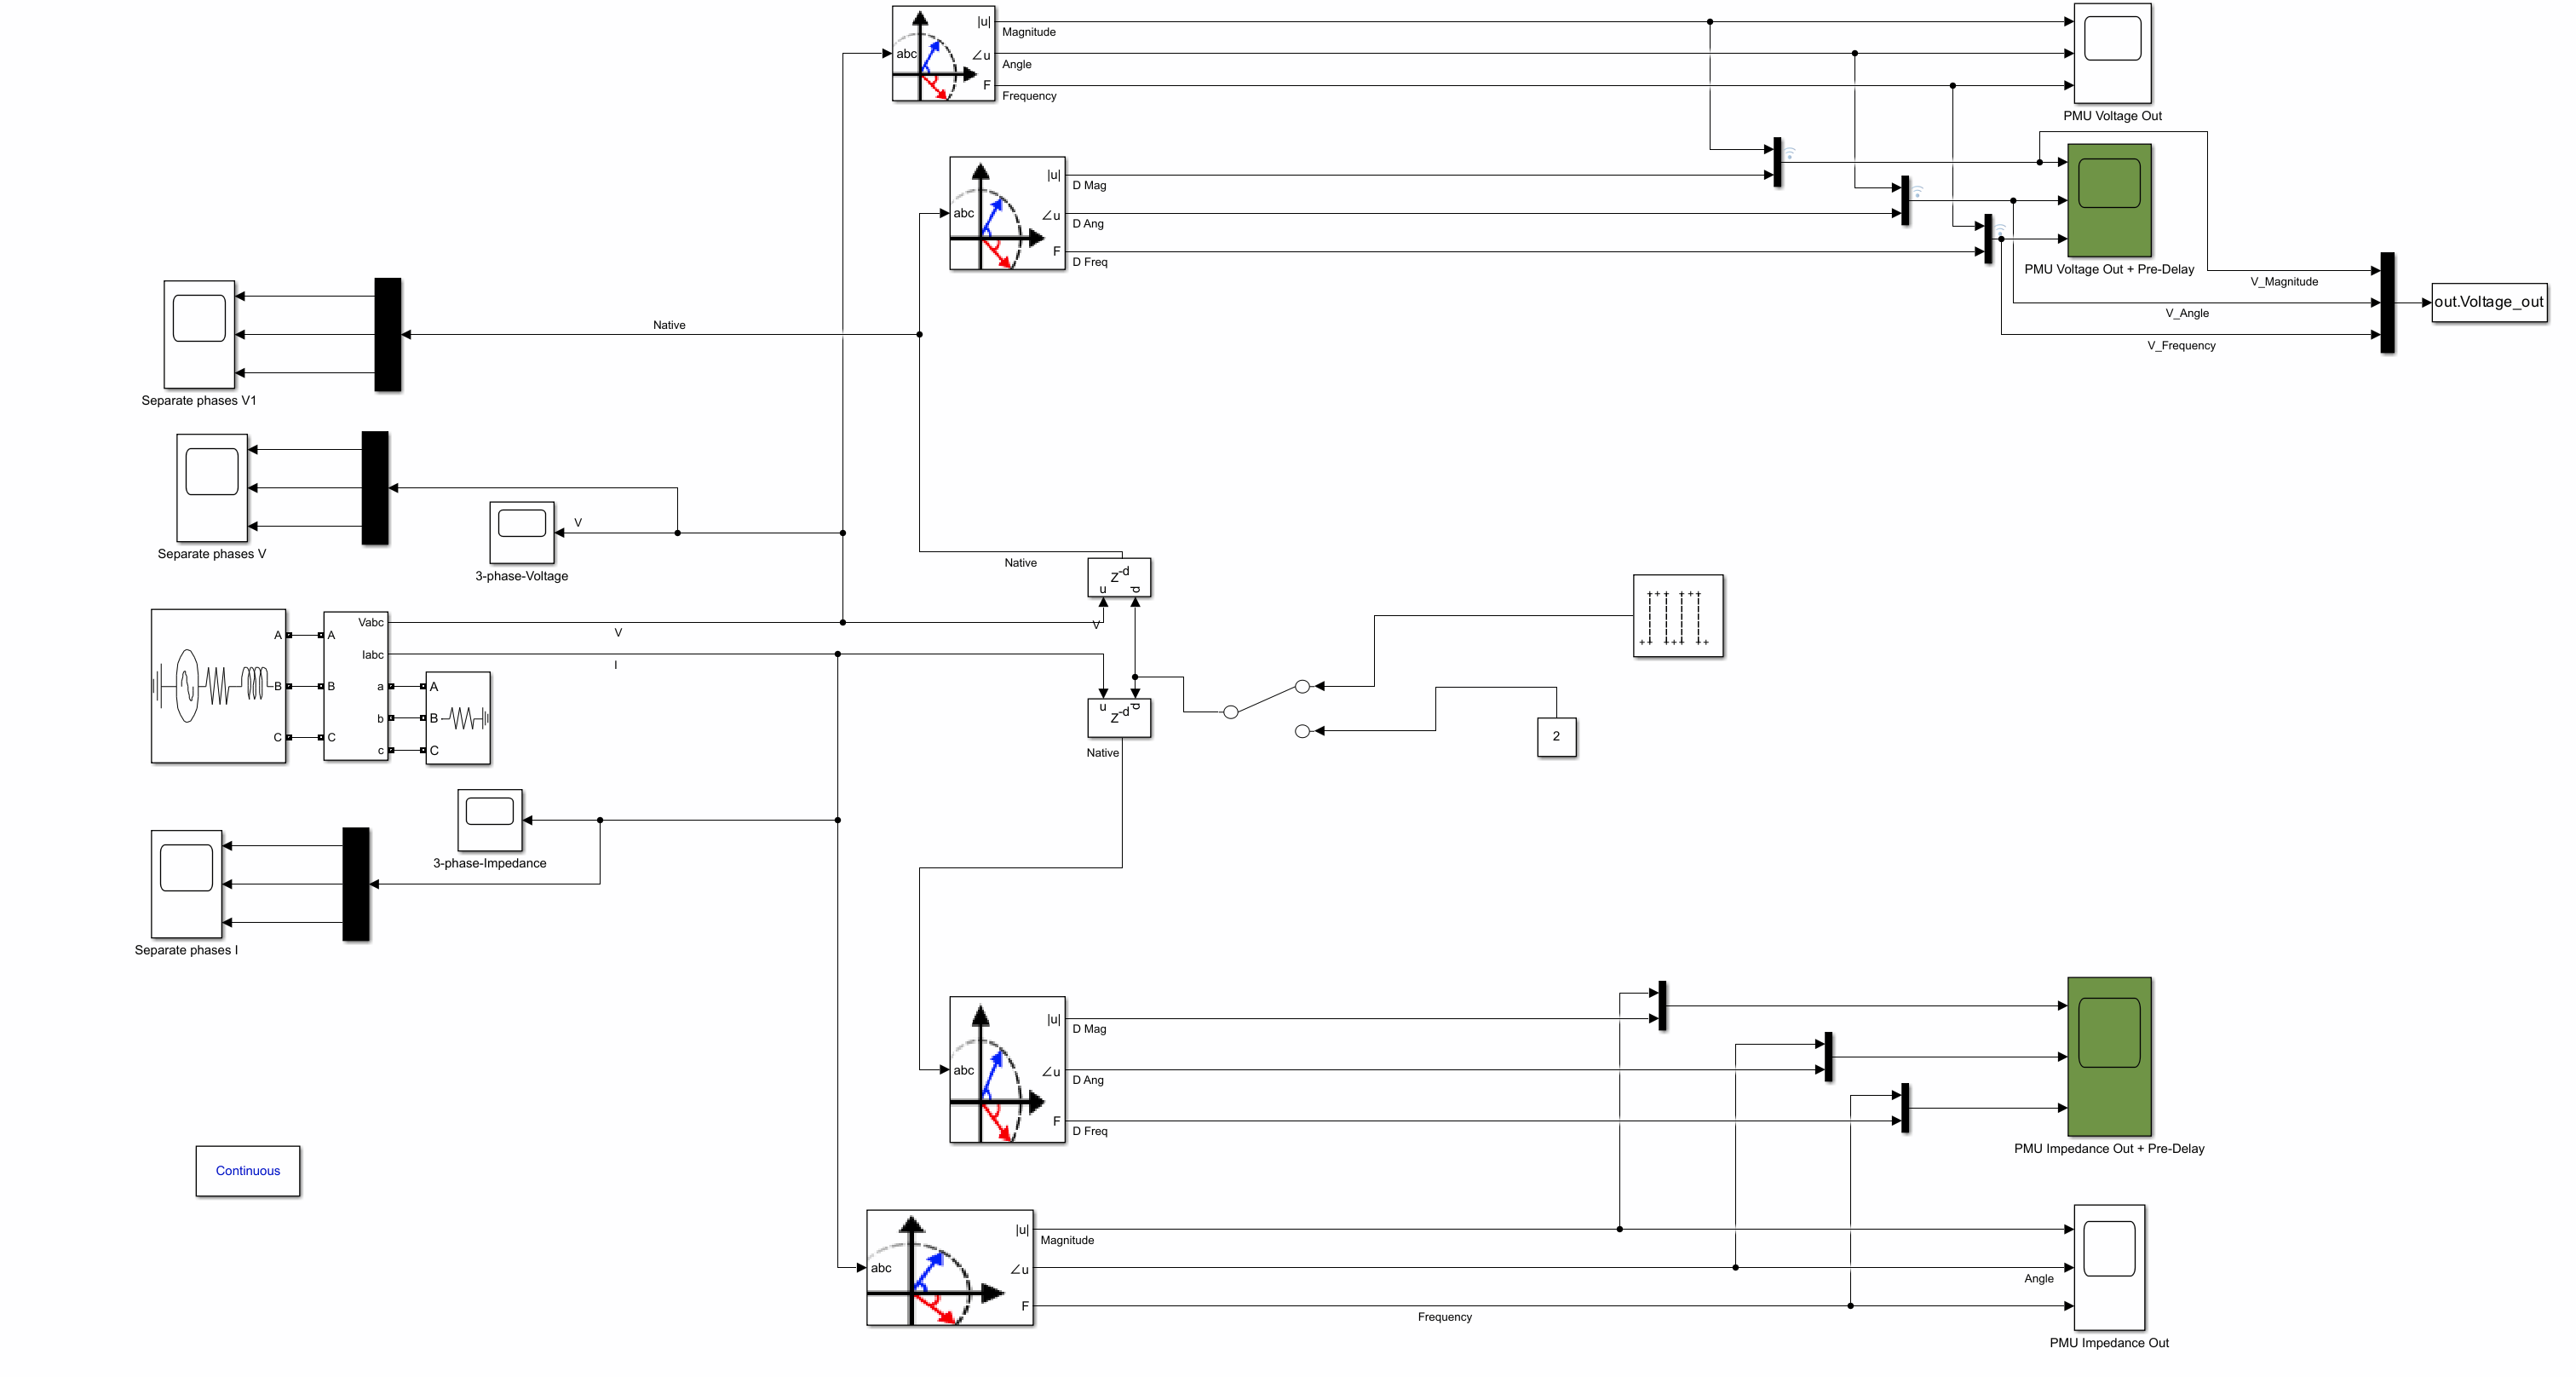 |u|
Magnitude
abc
∠u
Angle
F
Frequency
PMU Voltage Out
|u|
D Mag
abc
∠u
D Ang
F
D Freq
PMU Voltage Out + Pre-Delay
V_Magnitude
out.Voltage_out
V_Angle
V_Frequency
Native
Separate phases V1
V
Separate phases V
3-phase-Voltage
Native
Z-d
u
d
Vabc
V
V
A
A
Iabc
I
B
B
a
A
b
B
C
C
c
C
u
d
Z-d
Native
2
3-phase-Impedance
Separate phases I
|u|
D Mag
abc
∠u
D Ang
F
D Freq
PMU Impedance Out + Pre-Delay
Continuous
|u|
Magnitude
abc
∠u
Angle
F
Frequency
PMU Impedance Out